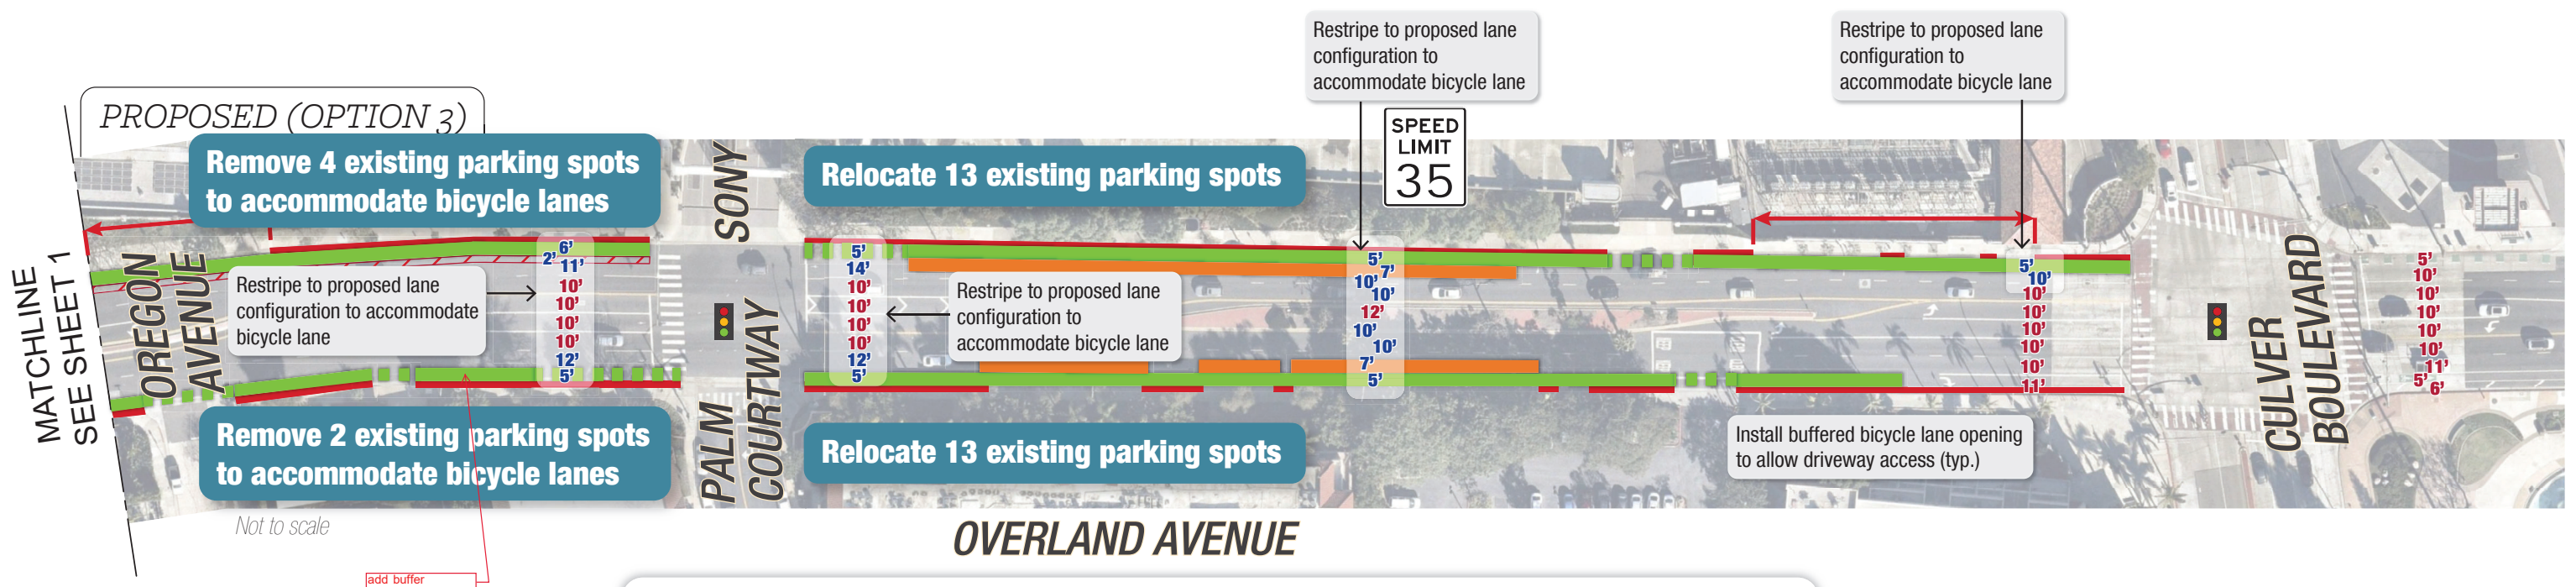 Restripe to proposed lane
configuration to
accommodate bicycle lane
Restripe to proposed lane
configuration to
accommodate bicycle lane
PROPOSED (OPTION 3)
SPEED
LIMIT
35
Remove 4 existing parking spots
to accommodate bicycle lanes
SONY
Relocate 13 existing parking spots
MATCHLINE
SEE SHEET 1
OREGON
AVENUE
Restripe to proposed lane
configuration to accommodate
bicycle lane
6'
2' 11'
10'
10'
10'
10'
12'
5'
PALM
COURTWAY
5'
14'
10'
10'
10'
10'
12'
5'
Restripe to proposed lane
configuration to
accommodate bicycle lane
5'
7'
10'
10'
12'
10'
10'
7'
5'
5'
10'
10'
10'
10'
10'
10'
11'
CULVER
BOULEVARD
5'
10'
10'
10'
10'
10'
11'
5'
6'
Remove 2 existing parking spots
to accommodate bicycle lanes
Relocate 13 existing parking spots
Install buffered bicycle lane opening
to allow driveway access (typ.)
Not to scale
OVERLAND AVENUE
add buffer